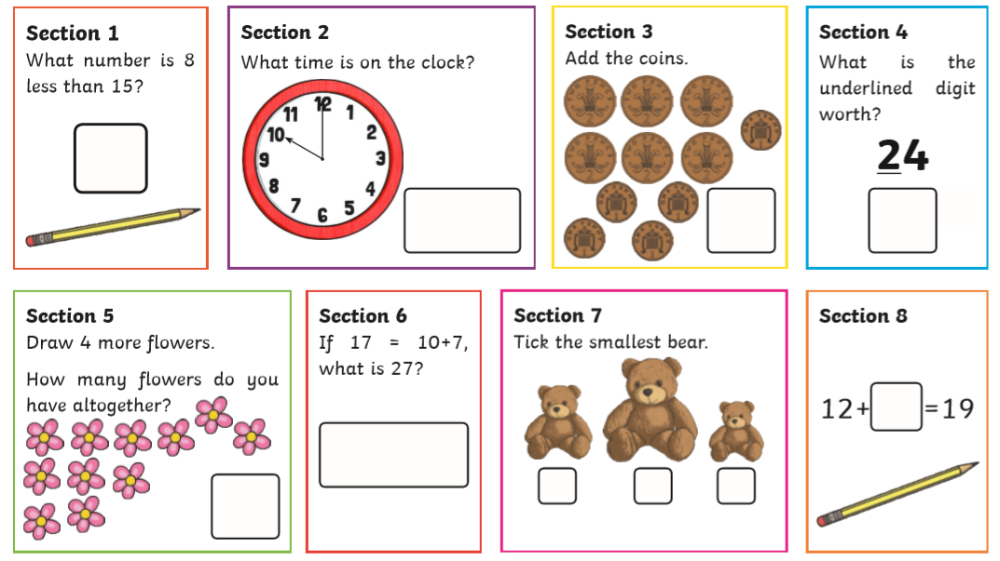 Section 1
What number is 8
less than 15?
Section 2
What time is on the clock?
12
1
2
3
4
5
6
7
8
9
10
11
Section 3
Add the coins.
Section 4
What is the
underlined digit
worth?
24
Section 5
Draw 4 more flowers.
How many flowers do you
have altogether?
Section 6
If 17 = 10+7,
what is 27?
Section 7
Tick the smallest bear.
Section 8
12+ =19